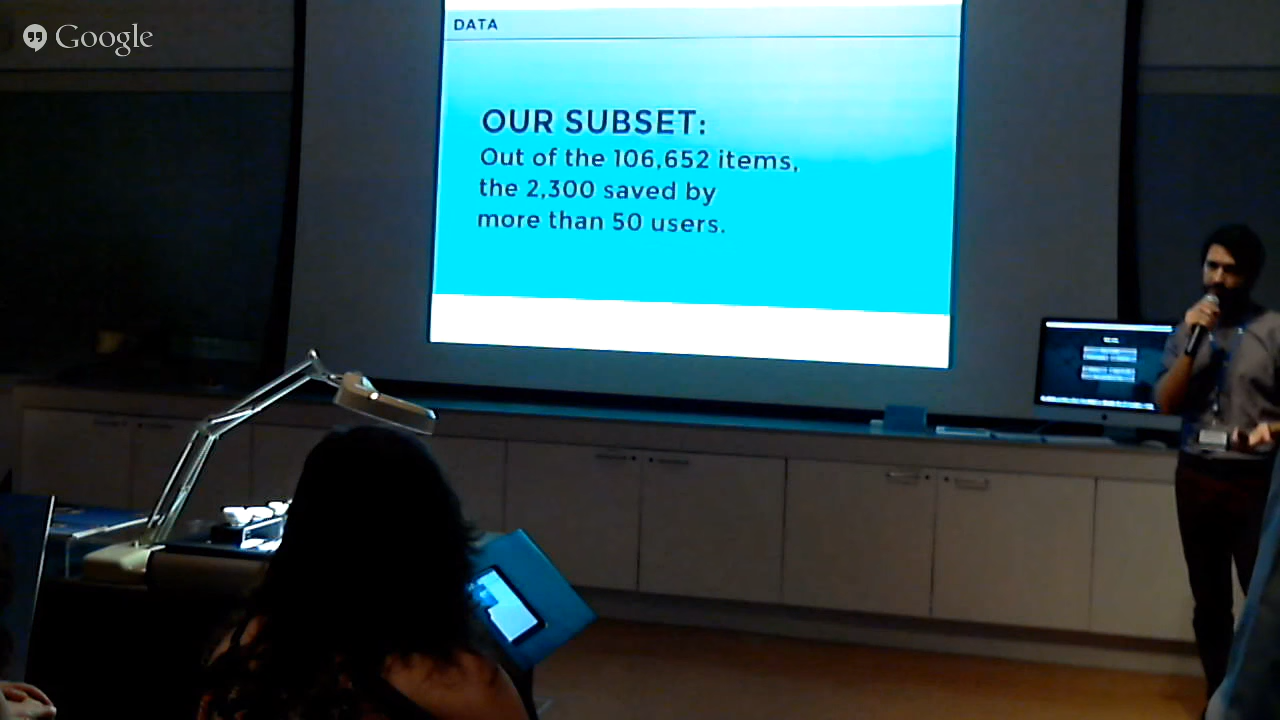 Google
DATA
OUR SUBSET:
Out of the 106,652 items,
the 2,300 saved by
more than 50 users.